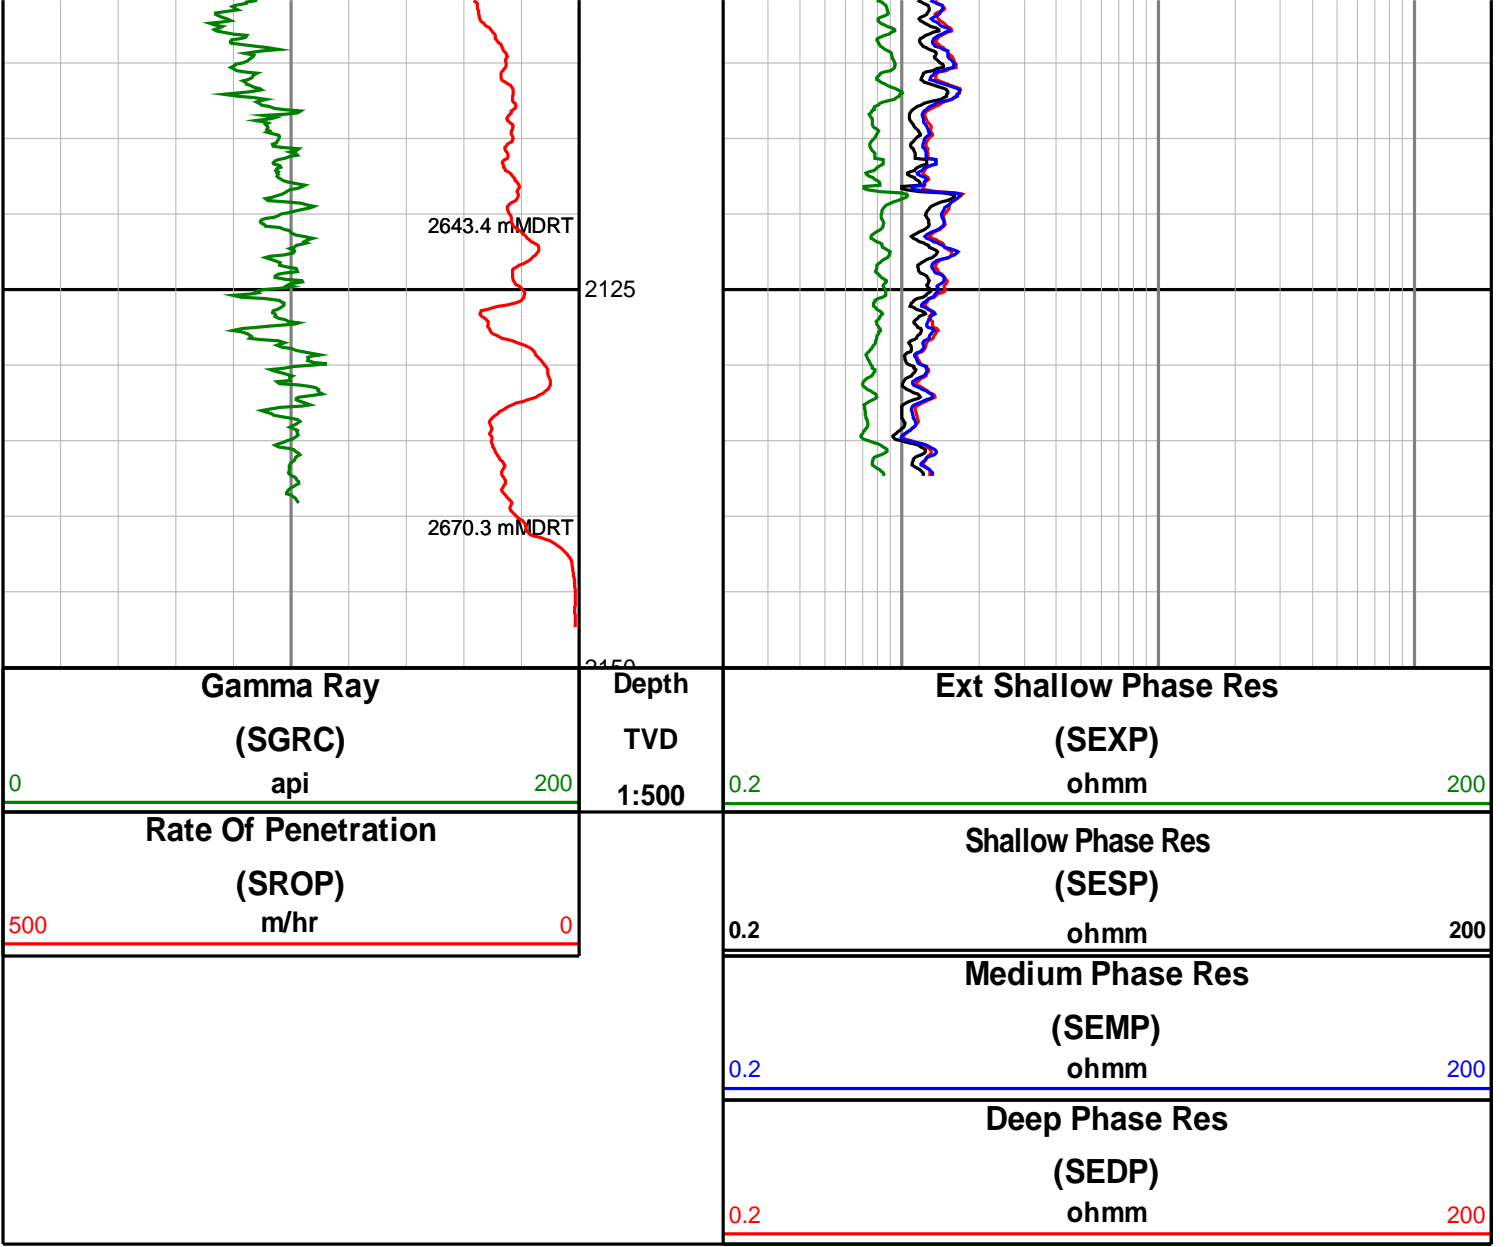 2643.4 mMDRT
2125
2670.3 mMDRT
2150
Gamma Ray
(SGRC)
0 api 200
Rate Of Penetration
(SROP)
500 m/hr 0
Depth
TVD
1:500
Ext Shallow Phase Res
(SEXP)
0.2 ohmm 200
Shallow Phase Res
(SESP)
0.2 ohmm 200
Medium Phase Res
(SEMP)
0.2 ohmm 200
Deep Phase Res
(SEDP)
0.2 ohmm 200